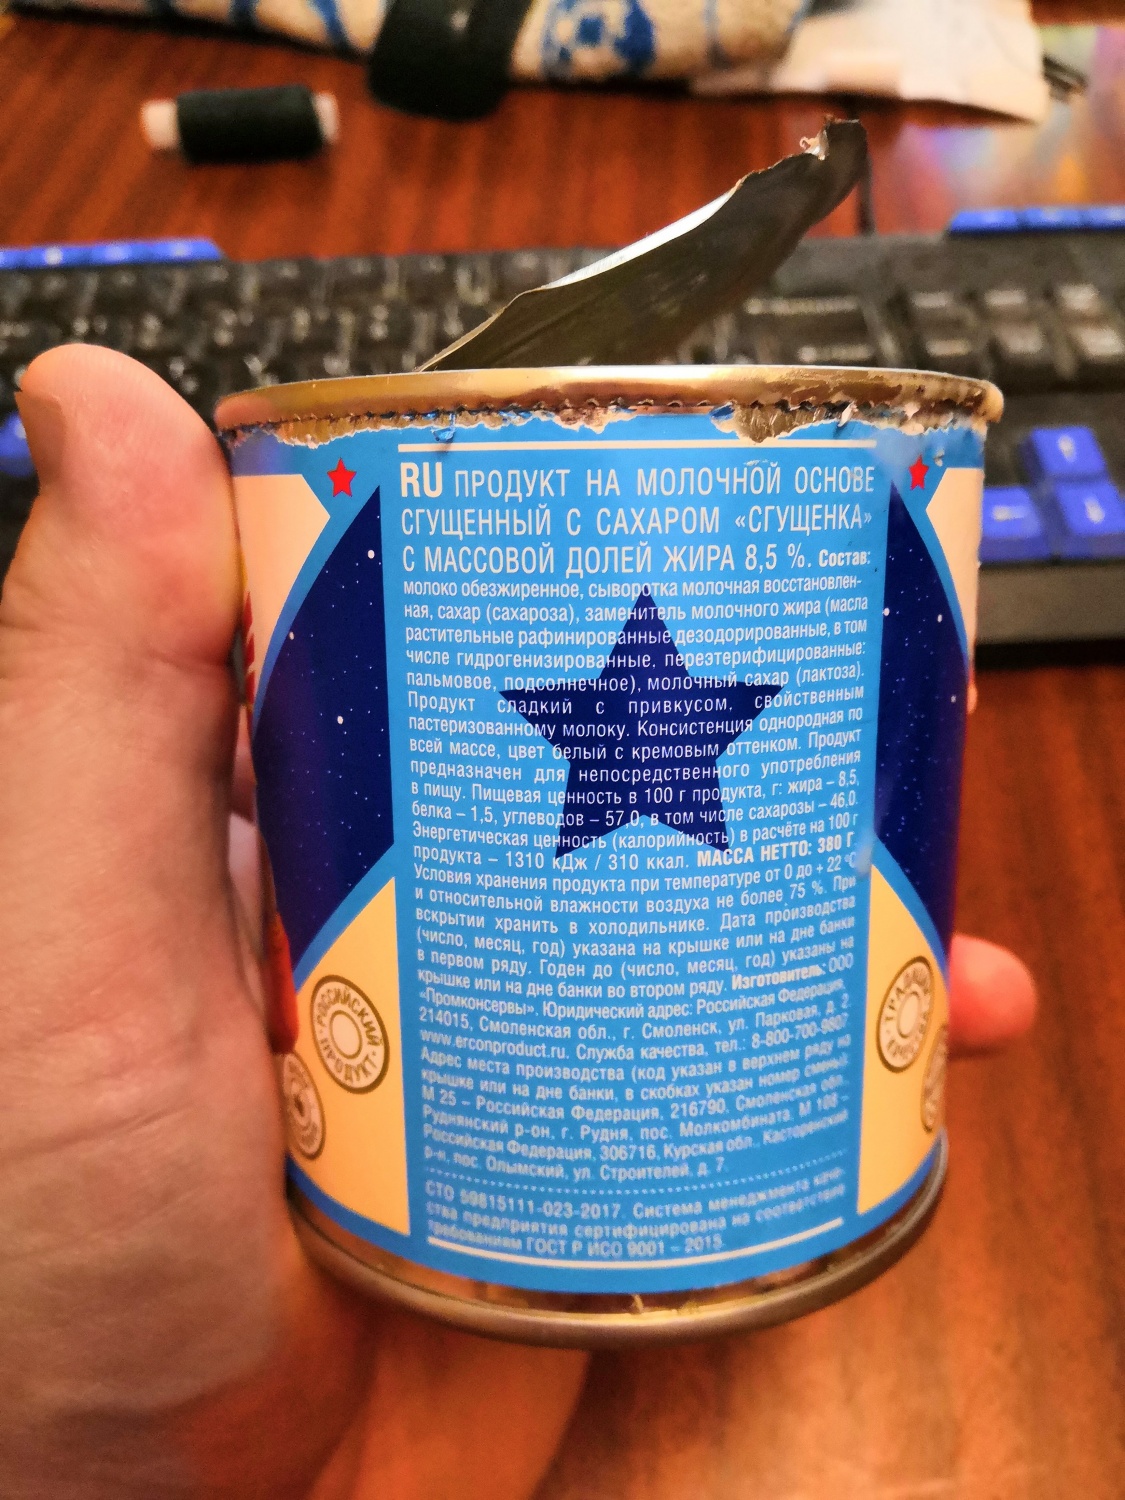 RU ПРОДУКТ НА МОЛОЧНОЙ ОСНОВЕ
СГУЩЕННЫЙ С САХАРОМ «СГУЩЕНКА»
С МАССОВОЙ ДОЛЕЙ ЖИРА 8,5 %. Состав:
молоко обезжиренное, сыворотка молочная восстановлен-
ная, сахар (сахароза), заменитель молочного жира (масла
растительные рафинированные дезодорированные, в том
числе гидрогенизированные, переэтерифицированные:
пальмовое, подсолнечное), молочный сахар (лактоза).
Продукт сладкий с привкусом, свойственным
пастеризованному молоку. Консистенция однородная по
всей массе, цвет белый с кремовым оттенком. Продукт
предназначен для непосредственного употребления
в пищу. Пищевая ценность в 100 г продукта, г: жира – 8,5,
белка – 1,5, углеводов – 57,0, в том числе сахарозы – 46,0.
Энергетическая ценность (калорийность) в расчёте на 100 г
продукта – 1310 кДж / 310 ккал. МАССА НЕТТО: 380 Г.
Условия хранения продукта при температуре от 0 до + 22 °С
и относительной влажности воздуха не более 75 %. При
вскрытии хранить в холодильнике. Дата производства
(число, месяц, год) указана на крышке или на дне банки
в первом ряду. Годен до (число, месяц, год) указаны на
крышке или на дне банки во втором ряду. Изготовитель: ООО
«Промконсервы». Юридический адрес: Российская Федерация,
214015, Смоленская обл., г. Смоленск, ул. Парковая, д. 2.
www.erconproduct.ru. Служба качества, тел.: 8-800-700-9807
Адрес места производства (код указан в верхнем ряду на
крышке или на дне банки, в скобках указан номер смены):
М 25 – Российская Федерация, 216790, Смоленская обл.,
Руднянский р-он, г. Рудня, пос. Молкомбината. М 108 –
Российская Федерация, 306716, Курская обл., Касторенский
р-н, пос. Олымский, ул. Строителей, д. 7.
СТО 59815111-023-2017. Система менеджмента каче-
ства предприятия сертифицирована на соответствие
требованиям ГОСТ Р ИСО 9001 – 2015.
РОССИЙСКИЙ ПРОДУКТ
ТРАДИЦИИ КАЧЕСТВА